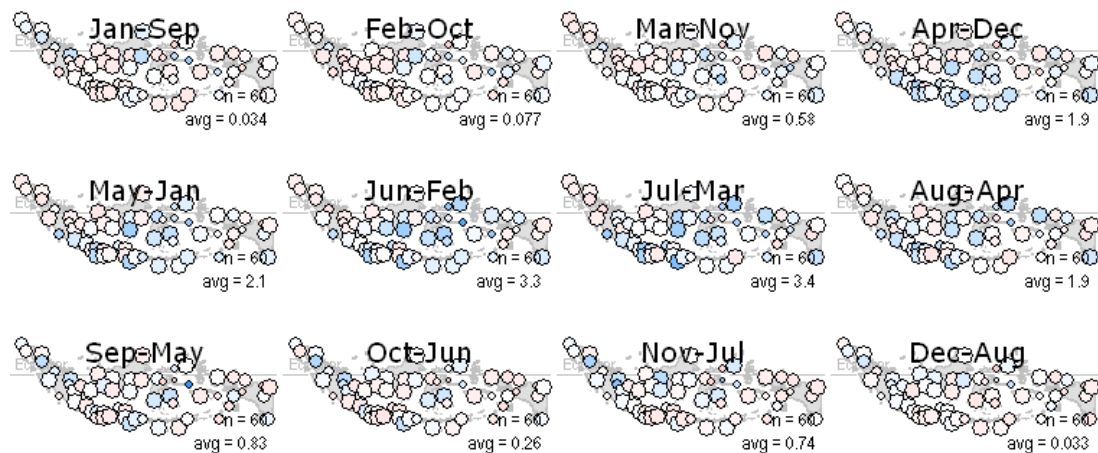 Jan-Sep
Feb-Oct
Mar-Nov
Apr-Dec
n = 60
n = 60
n = 60
n = 60
avg = 0.034
avg = 0.077
avg = 0.58
avg = 1.9
May-Jan
Jun-Feb
Jul-Mar
Aug-Apr
n = 60
n = 60
n = 60
n = 60
avg = 2.1
avg = 3.3
avg = 3.4
avg = 1.9
Sep-May
Oct-Jun
Nov-Jul
Dec-Aug
n = 60
n = 60
n = 60
n = 60
avg = 0.83
avg = 0.26
avg = 0.74
avg = 0.033